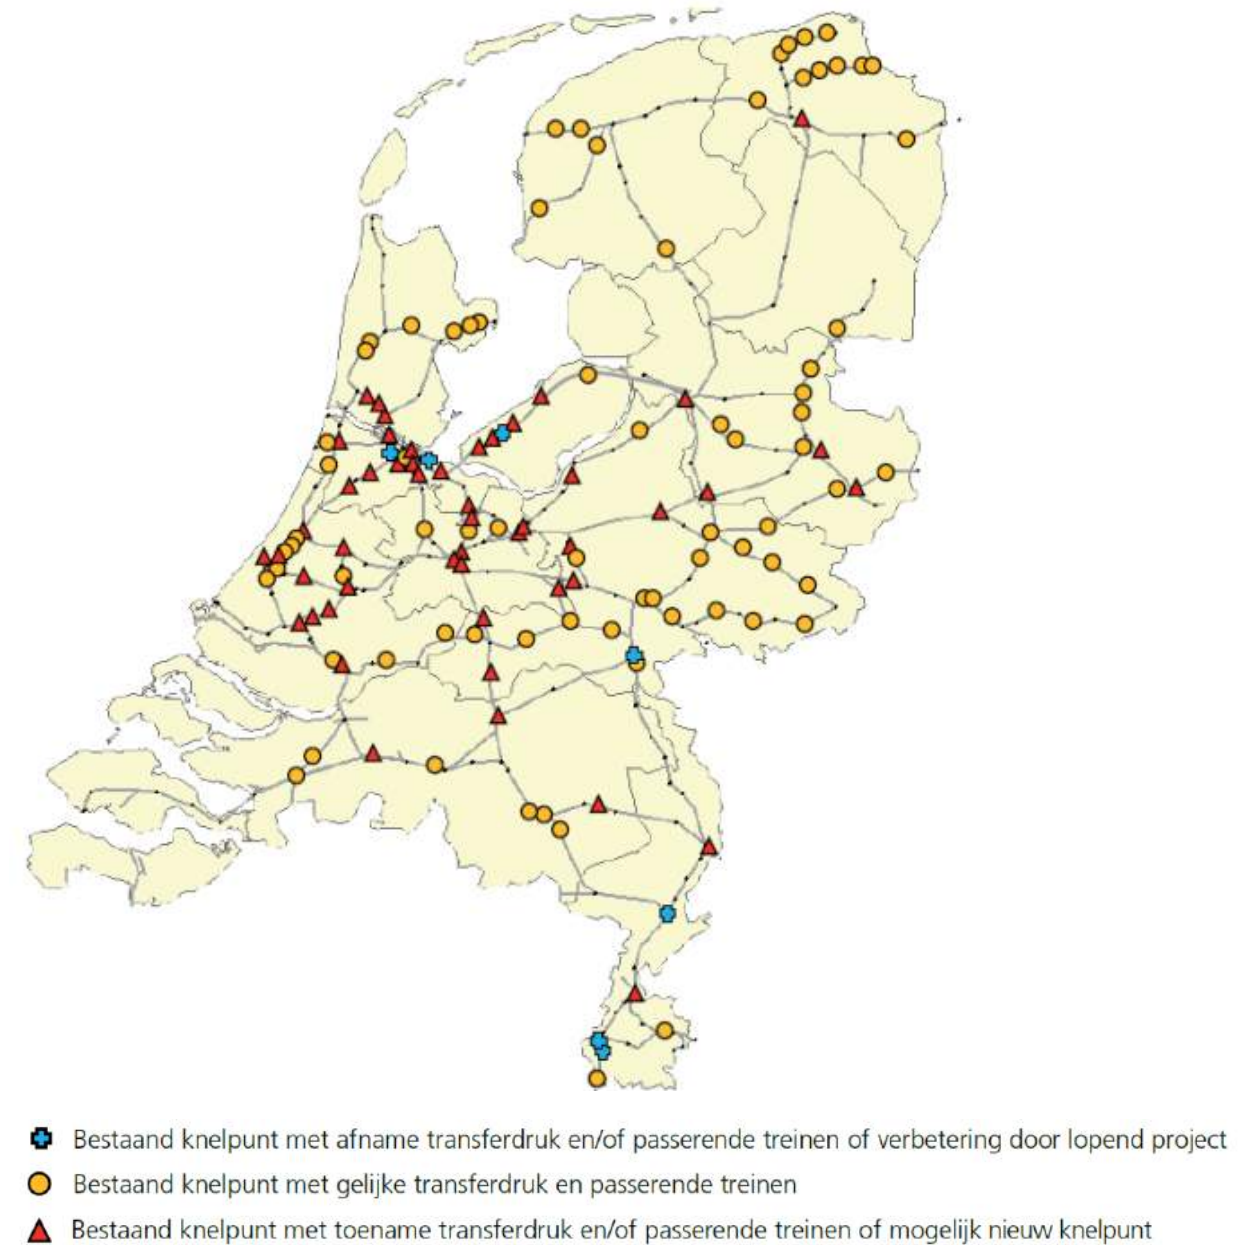 Bestaand knelpunt met afname transferdruk en/of passerende treinen of verbetering door lopend project
Bestaand knelpunt met gelijke transferdruk en passerende treinen
Bestaand knelpunt met toename transferdruk en/of passerende treinen of mogelijk nieuw knelpunt